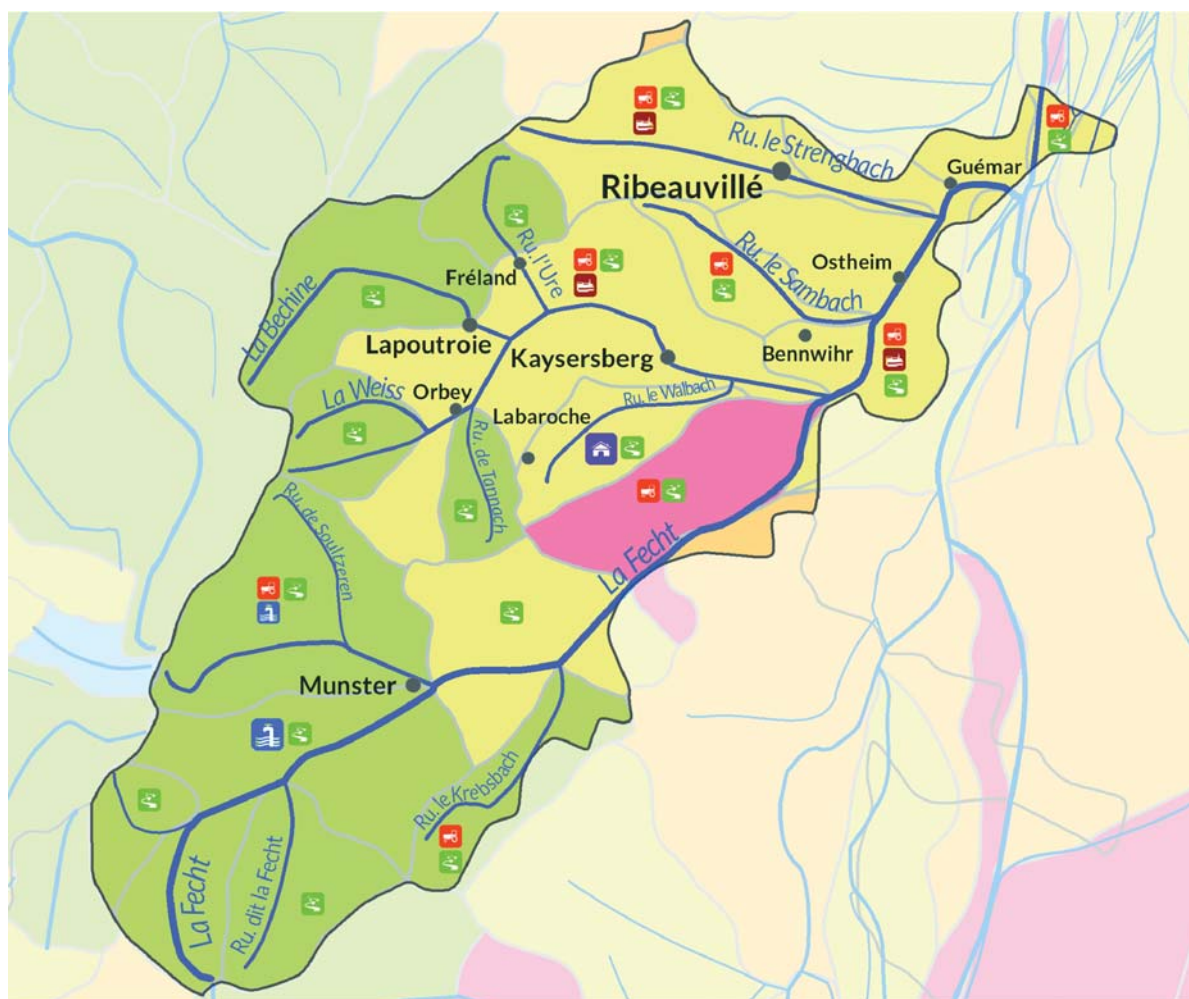 Ru. le Strengbach
Guémar
Ribeauvillé
Ru. l'Ure
Ru. le Sambach
Ostheim
Fréland
La Bechine
Lapoutroie
Kaysersberg
Bennwihr
La Weiss
Orbey
Ru. le Walbach
Labaroche
Ru. de Tannach
Ru. de Soultzeren
La Fecht
Munster
Ru. le Krebsbach
La Fecht
Ru. dit la Fecht